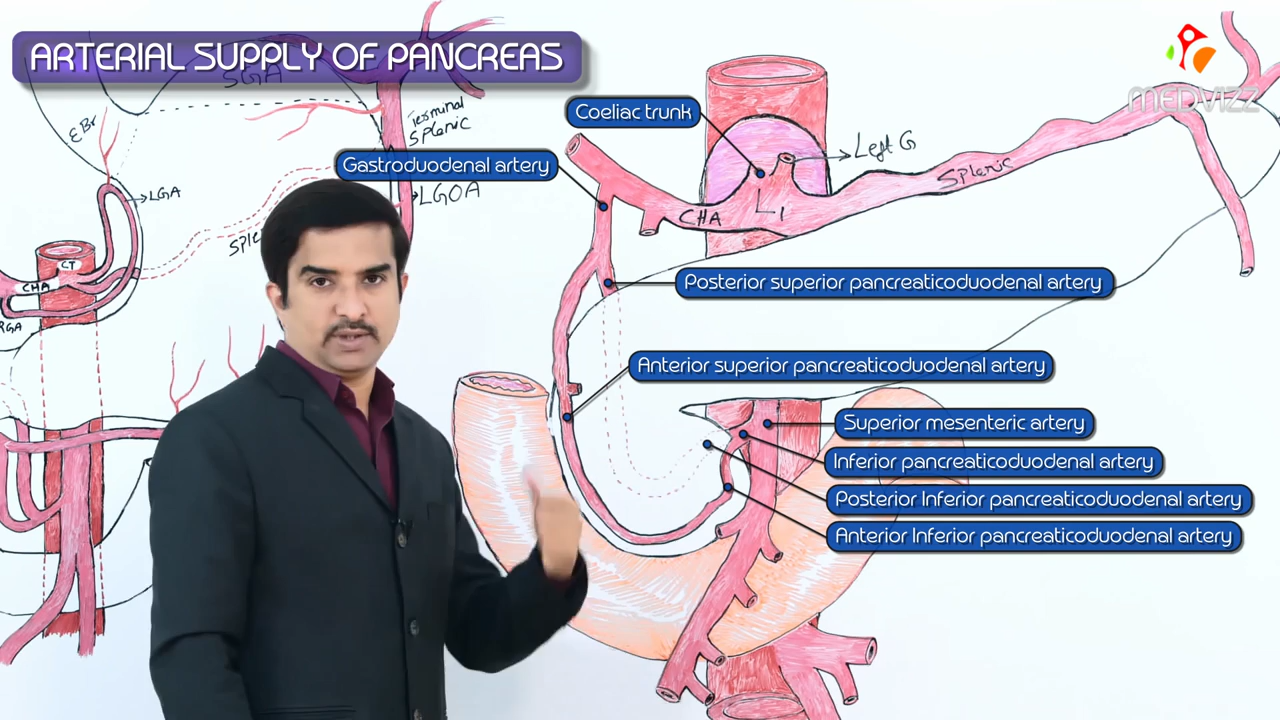 ARTERIAL SUPPLY OF PANCREAS
MEDVIZZ
SGA
EBr
Terminal
Splenic
Coeliac trunk
Left G
Gastroduodenal artery
Splenic
LGA
LGOA
CHA
L1
CT
CHA
RGA
Posterior superior pancreaticoduodenal artery
Anterior superior pancreaticoduodenal artery
Superior mesenteric artery
Inferior pancreaticoduodenal artery
Posterior Inferior pancreaticoduodenal artery
Anterior Inferior pancreaticoduodenal artery